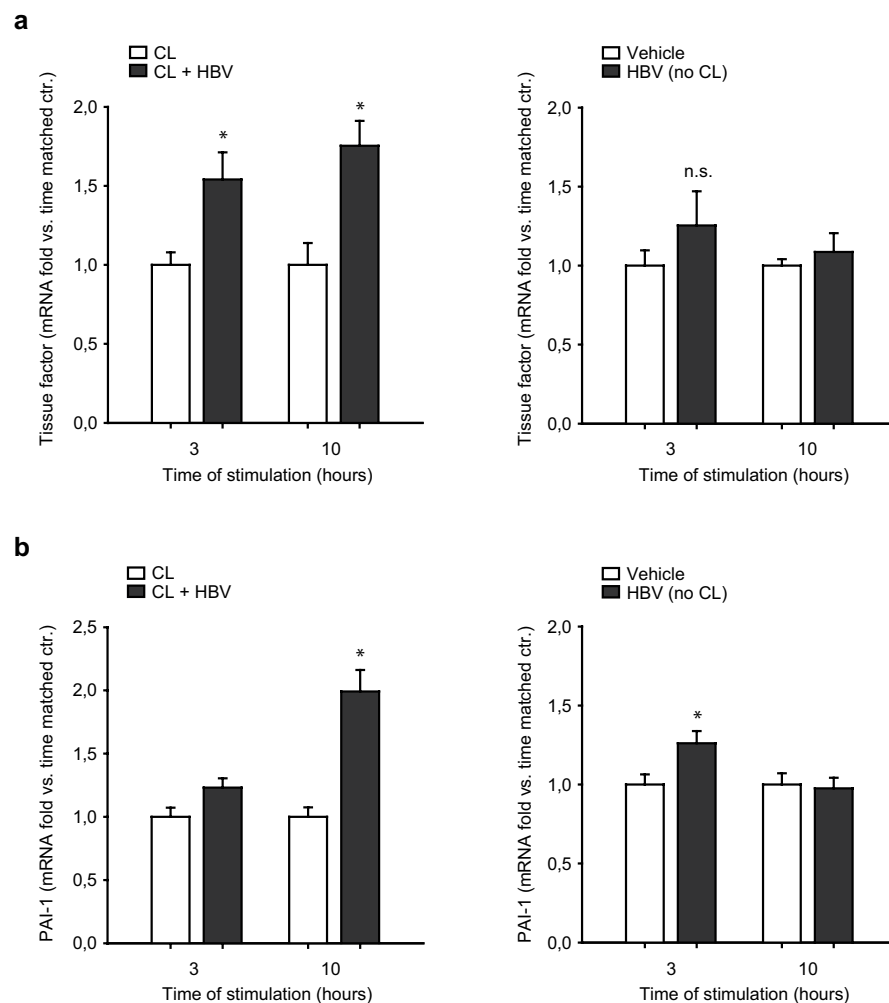 a
CL
CL + HBV
Tissue factor (mRNA fold vs. time matched ctr.)
2,0
1,5
1,0
0,5
0,0
*
*
3
10
Time of stimulation (hours)
Vehicle
HBV (no CL)
Tissue factor (mRNA fold vs. time matched ctr.)
2,0
1,5
1,0
0,5
0,0
n.s.
3
10
Time of stimulation (hours)
b
CL
CL + HBV
PAI-1 (mRNA fold vs. time matched ctr.)
2,5
2,0
1,5
1,0
0,5
0,0
*
3
10
Time of stimulation (hours)
Vehicle
HBV (no CL)
PAI-1 (mRNA fold vs. time matched ctr.)
2,0
1,5
1,0
0,5
0,0
*
3
10
Time of stimulation (hours)